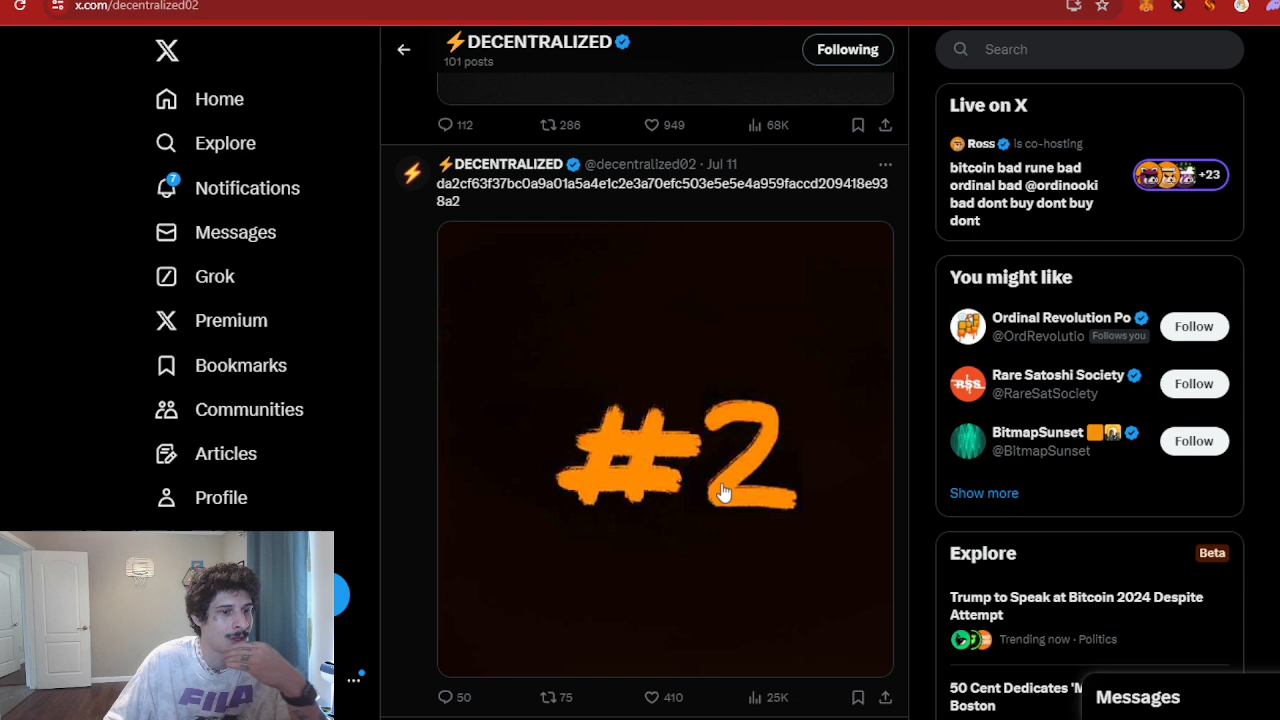 x.com/decentralized02
⚡DECENTRALIZED
101 posts
Following
Search
Home
Explore
7
Notifications
Messages
Grok
Premium
Bookmarks
Communities
Articles
Profile
112
286
949
68K
⚡DECENTRALIZED @decentralized02 · Jul 11
da2cf63f37bc0a9a01a5a4e1c2e3a70efc503e5e5e4a959faccd209418e93
8a2
#2
50
75
410
25K
Live on X
Ross is co-hosting
bitcoin bad rune bad
ordinal bad @ordinooki
bad dont buy dont buy
dont
+23
You might like
Ordinal Revolution Po
@OrdRevolutio Follows you
Follow
Rare Satoshi Society
@RareSatSociety
Follow
BitmapSunset
@BitmapSunset
Follow
Show more
Explore
Beta
Trump to Speak at Bitcoin 2024 Despite
Attempt
Trending now · Politics
50 Cent Dedicates 'M
Boston
Messages
FILA